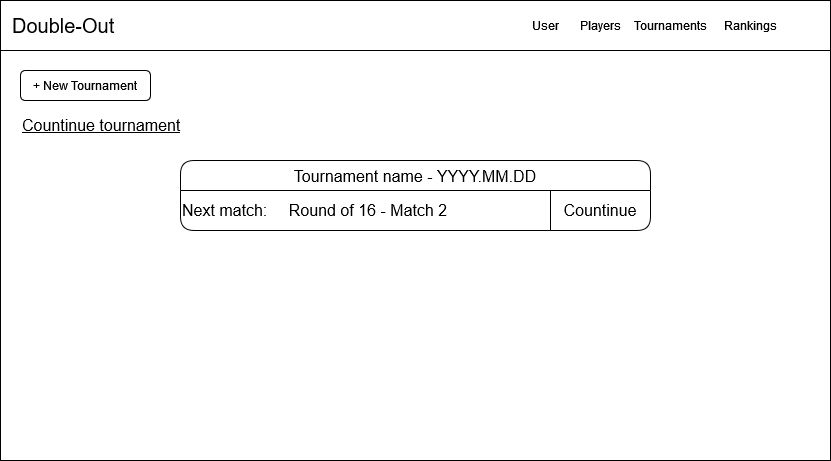 Double-Out
User Players Tournaments Rankings
+ New Tournament
Countinue tournament
Tournament name - YYYY.MM.DD
Next match: Round of 16 - Match 2 Countinue